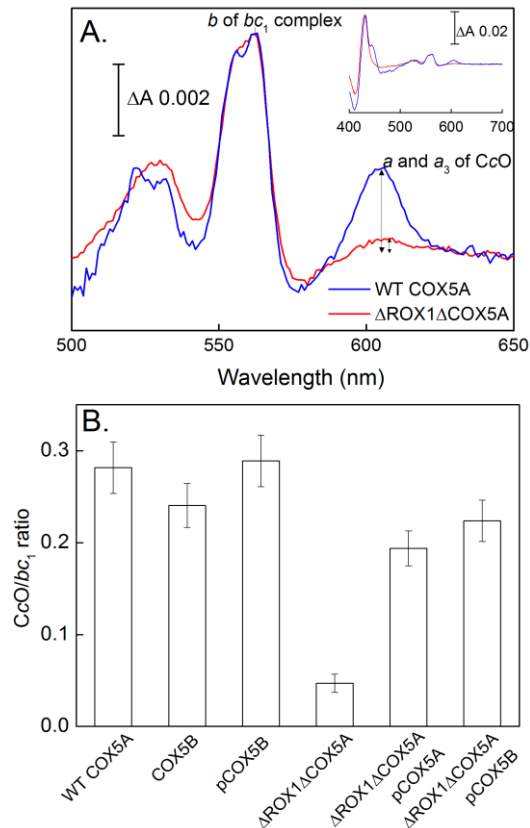 A.
b of bc₁ complex
ΔA 0.02
400 500 600 700
ΔA 0.002
a and a₃ of CcO
WT COX5A
ΔROX1ΔCOX5A
500 550 600 650
Wavelength (nm)
B.
0.3
0.2
0.1
0.0
CcO/bc₁ ratio
WT COX5A
COX5B
pCOX5B
ΔROX1ΔCOX5A
ΔROX1ΔCOX5A
pCOX5A
ΔROX1ΔCOX5A
pCOX5B